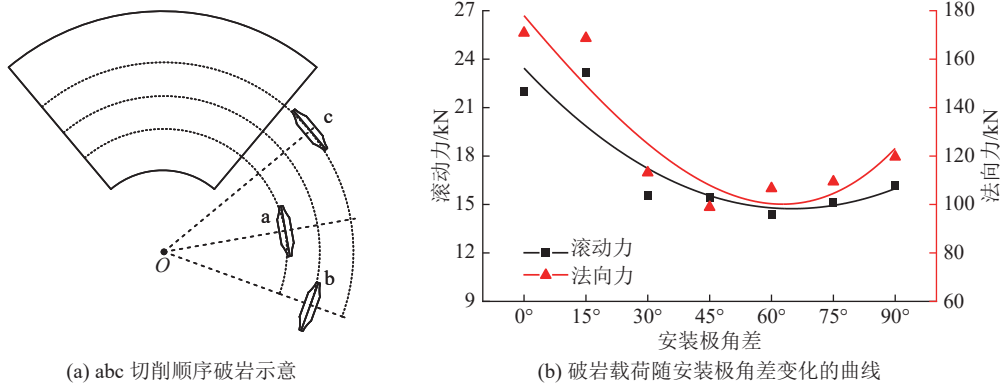 c
a
O
b
(a) abc 切削顺序破岩示意
27
24
21
18
15
12
9
滚动力/kN
180
160
140
120
100
80
60
法向力/kN
滚动力
法向力
0° 15° 30° 45° 60° 75° 90°
安装极角差
(b) 破岩载荷随安装极角差变化的曲线